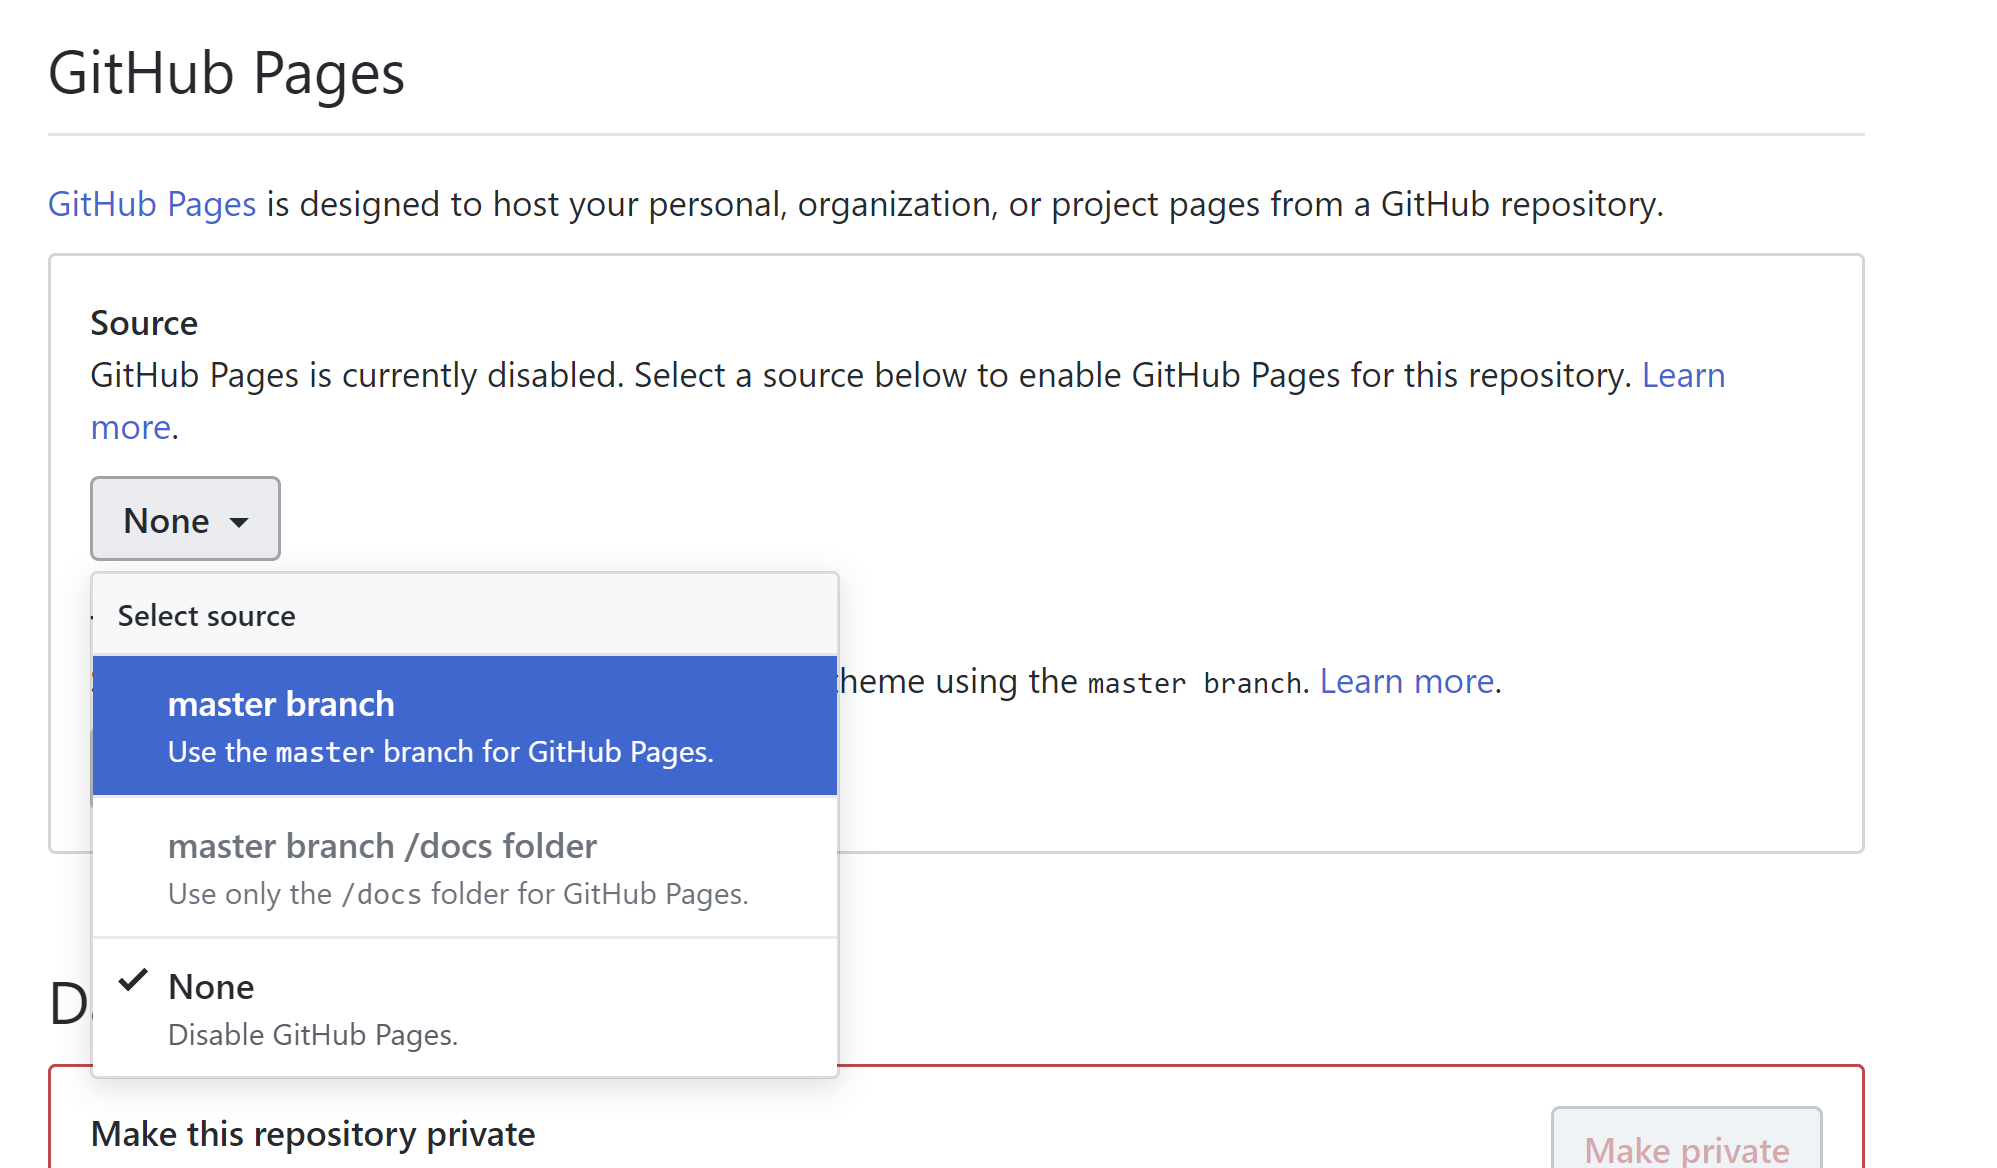 GitHub Pages
GitHub Pages is designed to host your personal, organization, or project pages from a GitHub repository.
Source
GitHub Pages is currently disabled. Select a source below to enable GitHub Pages for this repository. Learn
more.
None
Select source
master branch
Use the master branch for GitHub Pages.
theme using the master branch. Learn more.
master branch /docs folder
Use only the /docs folder for GitHub Pages.
None
Disable GitHub Pages.
Make this repository private
Make private